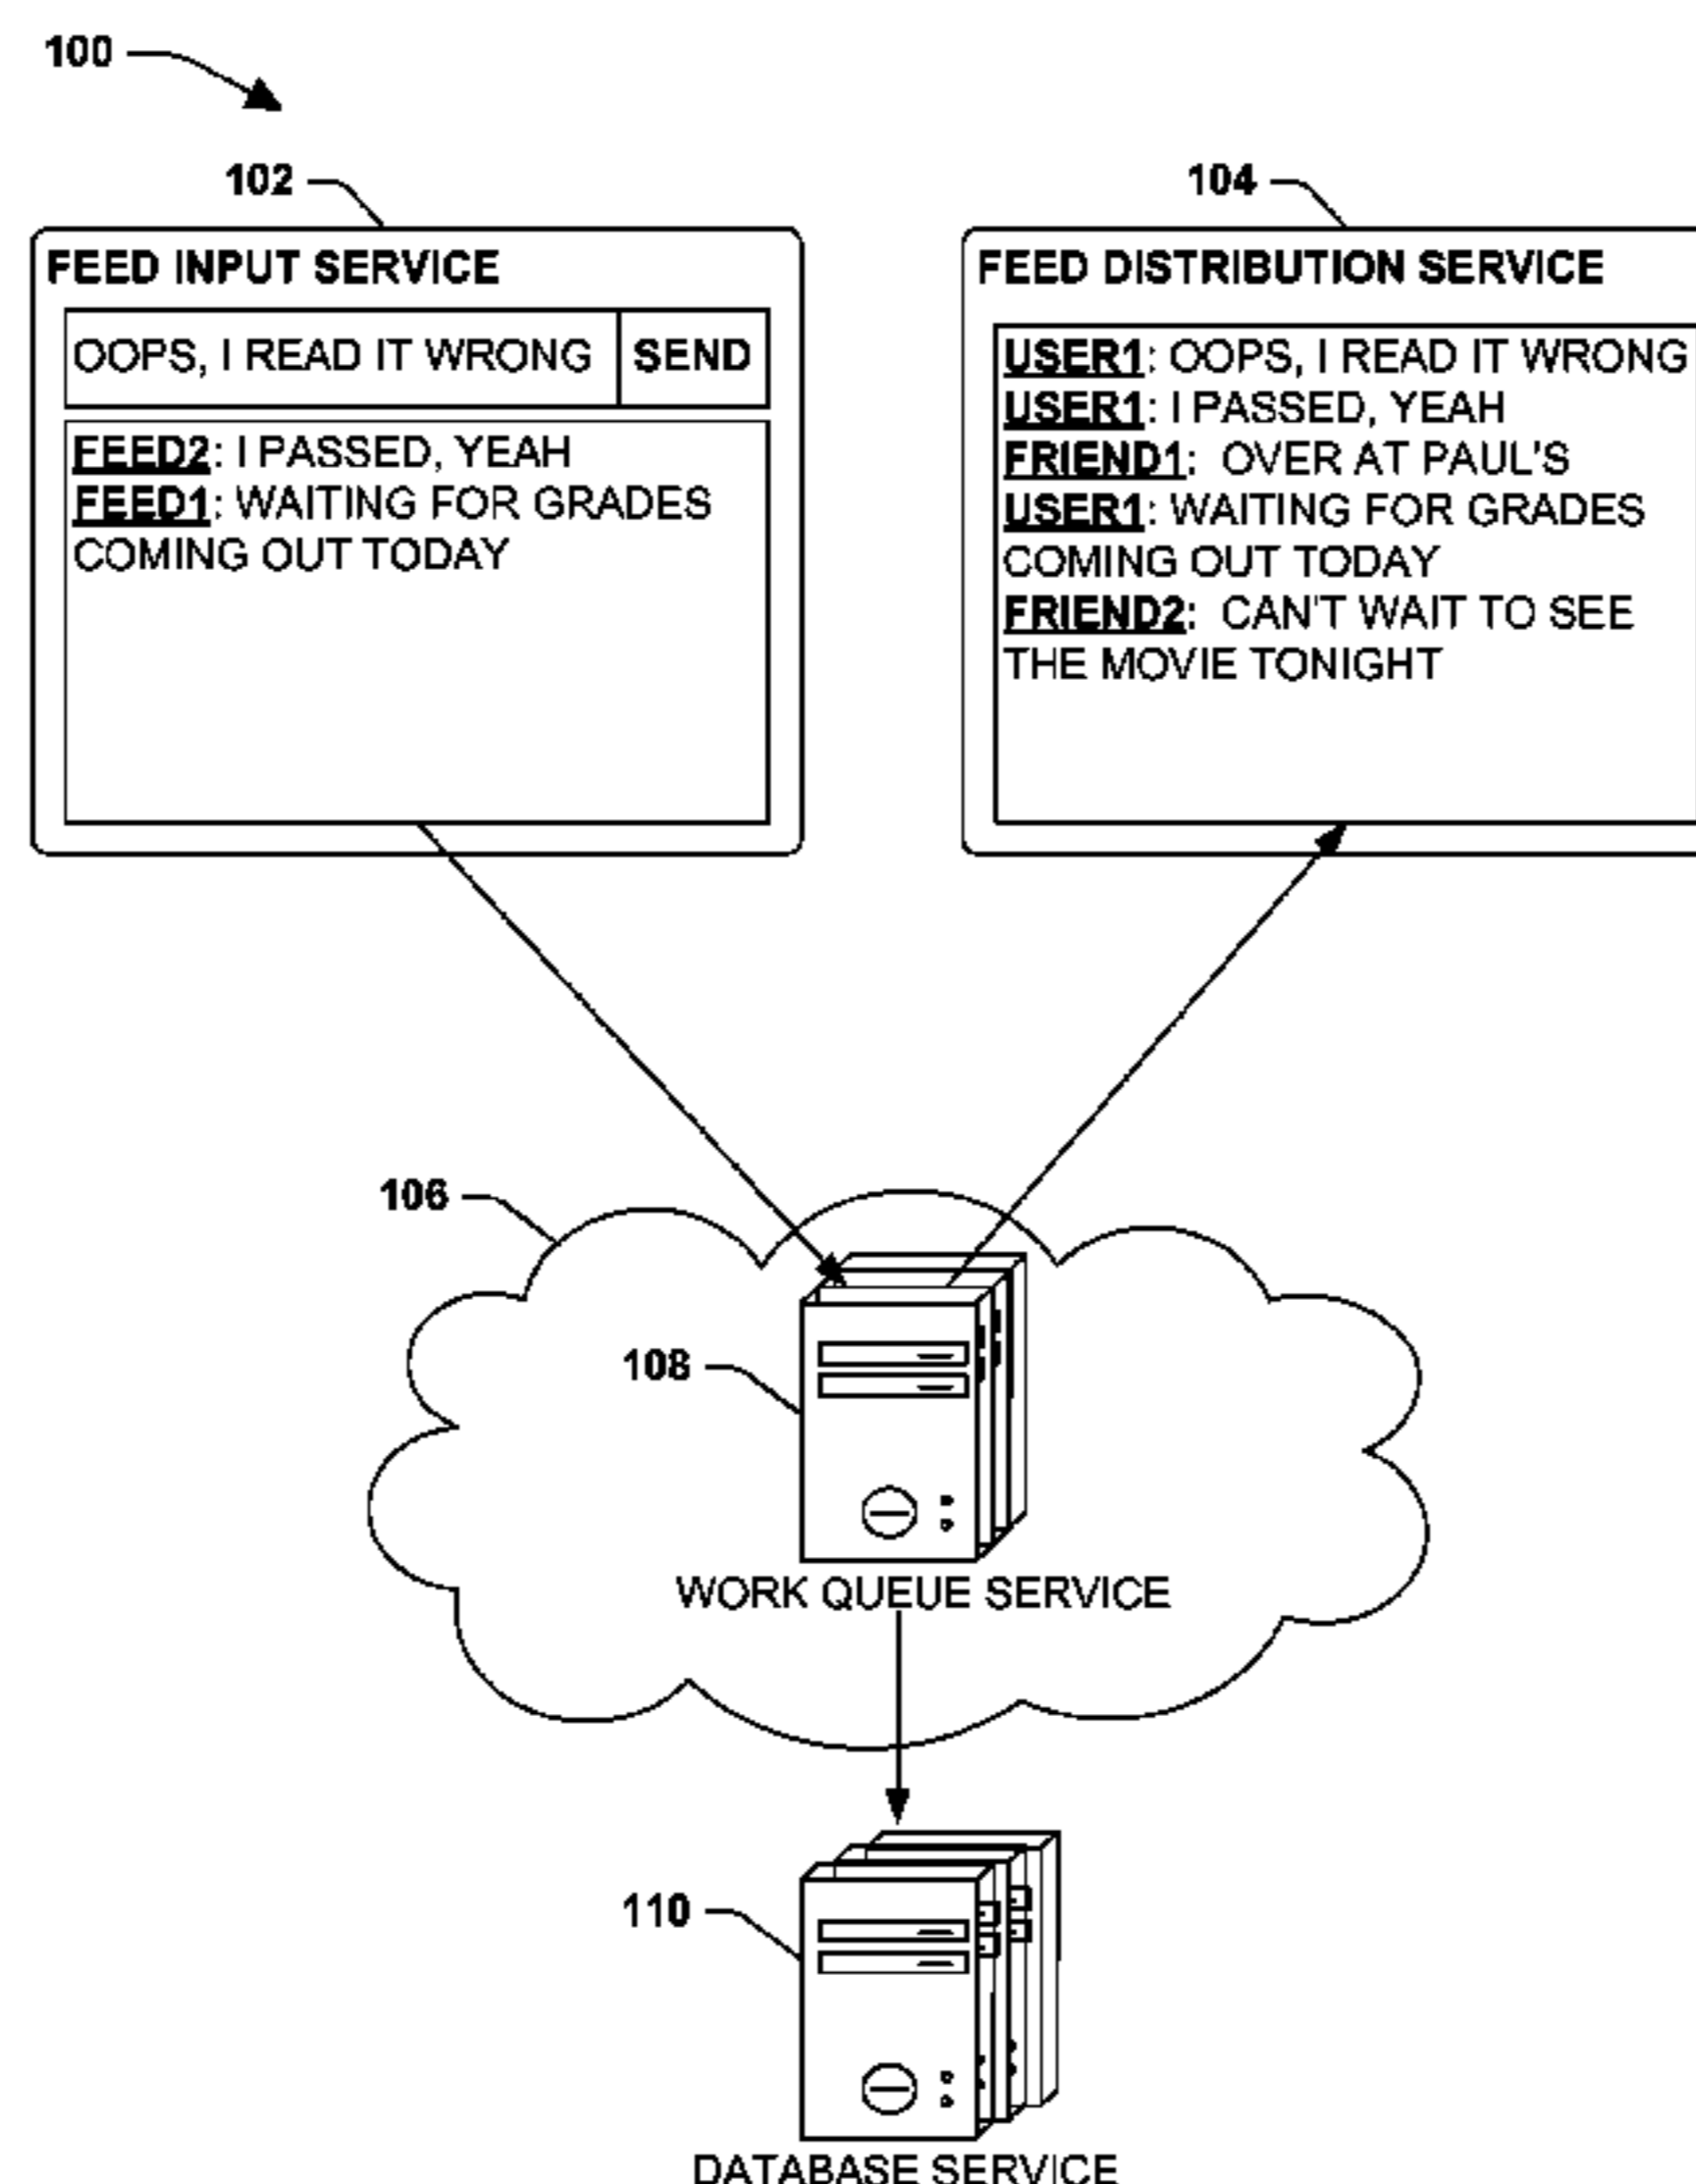 100
102
104
FEED INPUT SERVICE
OOPS, I READ IT WRONG SEND
FEED2: I PASSED, YEAH
FEED1: WAITING FOR GRADES
COMING OUT TODAY
FEED DISTRIBUTION SERVICE
USER1: OOPS, I READ IT WRONG
USER1: I PASSED, YEAH
FRIEND1: OVER AT PAUL'S
USER1: WAITING FOR GRADES
COMING OUT TODAY
FRIEND2: CAN'T WAIT TO SEE
THE MOVIE TONIGHT
106
108
WORK QUEUE SERVICE
110
DATABASE SERVICE